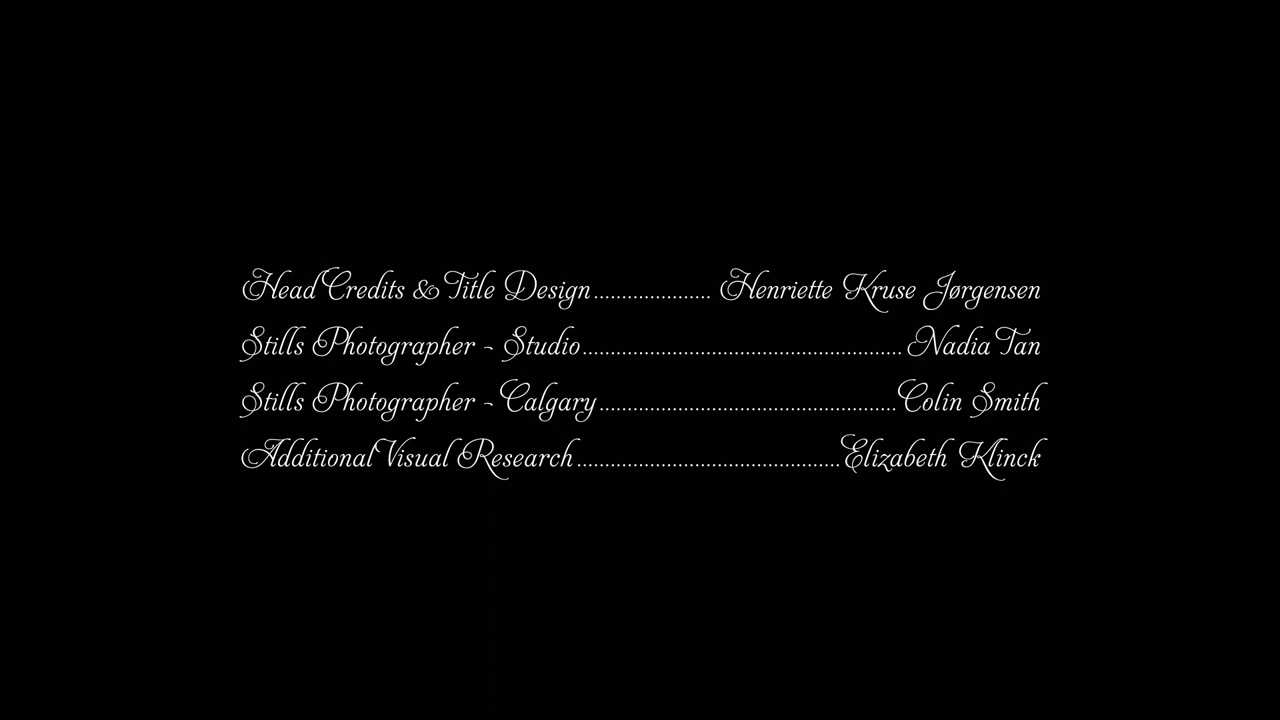 Head Credits & Title Design..................... Henriette Kruse Jørgensen
Stills Photographer - Studio......................................................... Nadia Tan
Stills Photographer - Calgary.....................................................Colin Smith
Additional Visual Research...............................................Elizabeth Klinck